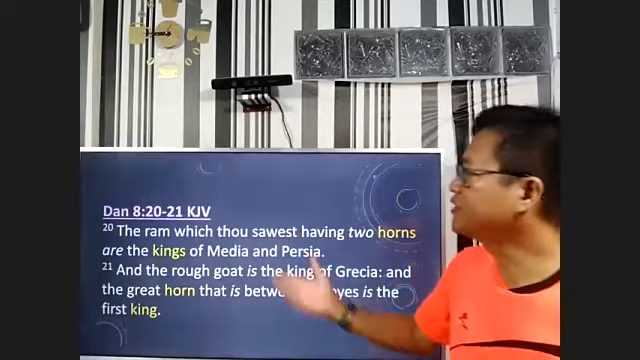 Dan 8:20-21 KJV
20 The ram which thou sawest having two horns
are the kings of Media and Persia.
21 And the rough goat is the king of Grecia: and
the great horn that is eyes is the
first king.